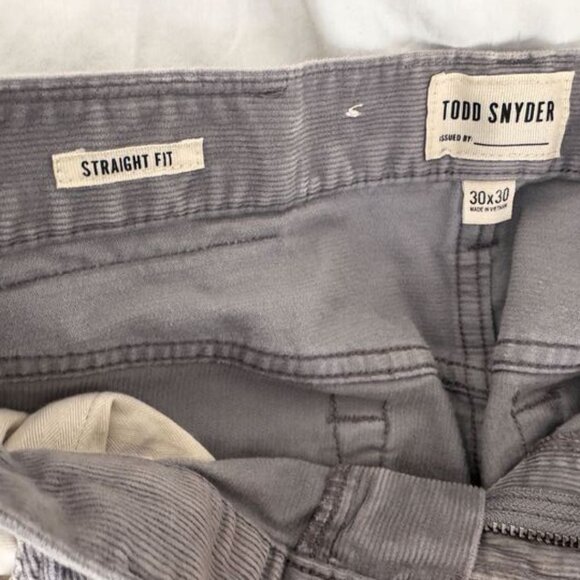 TODD SNYDER
ISSUED BY:
STRAIGHT FIT
30x30
MADE IN VIETNAM